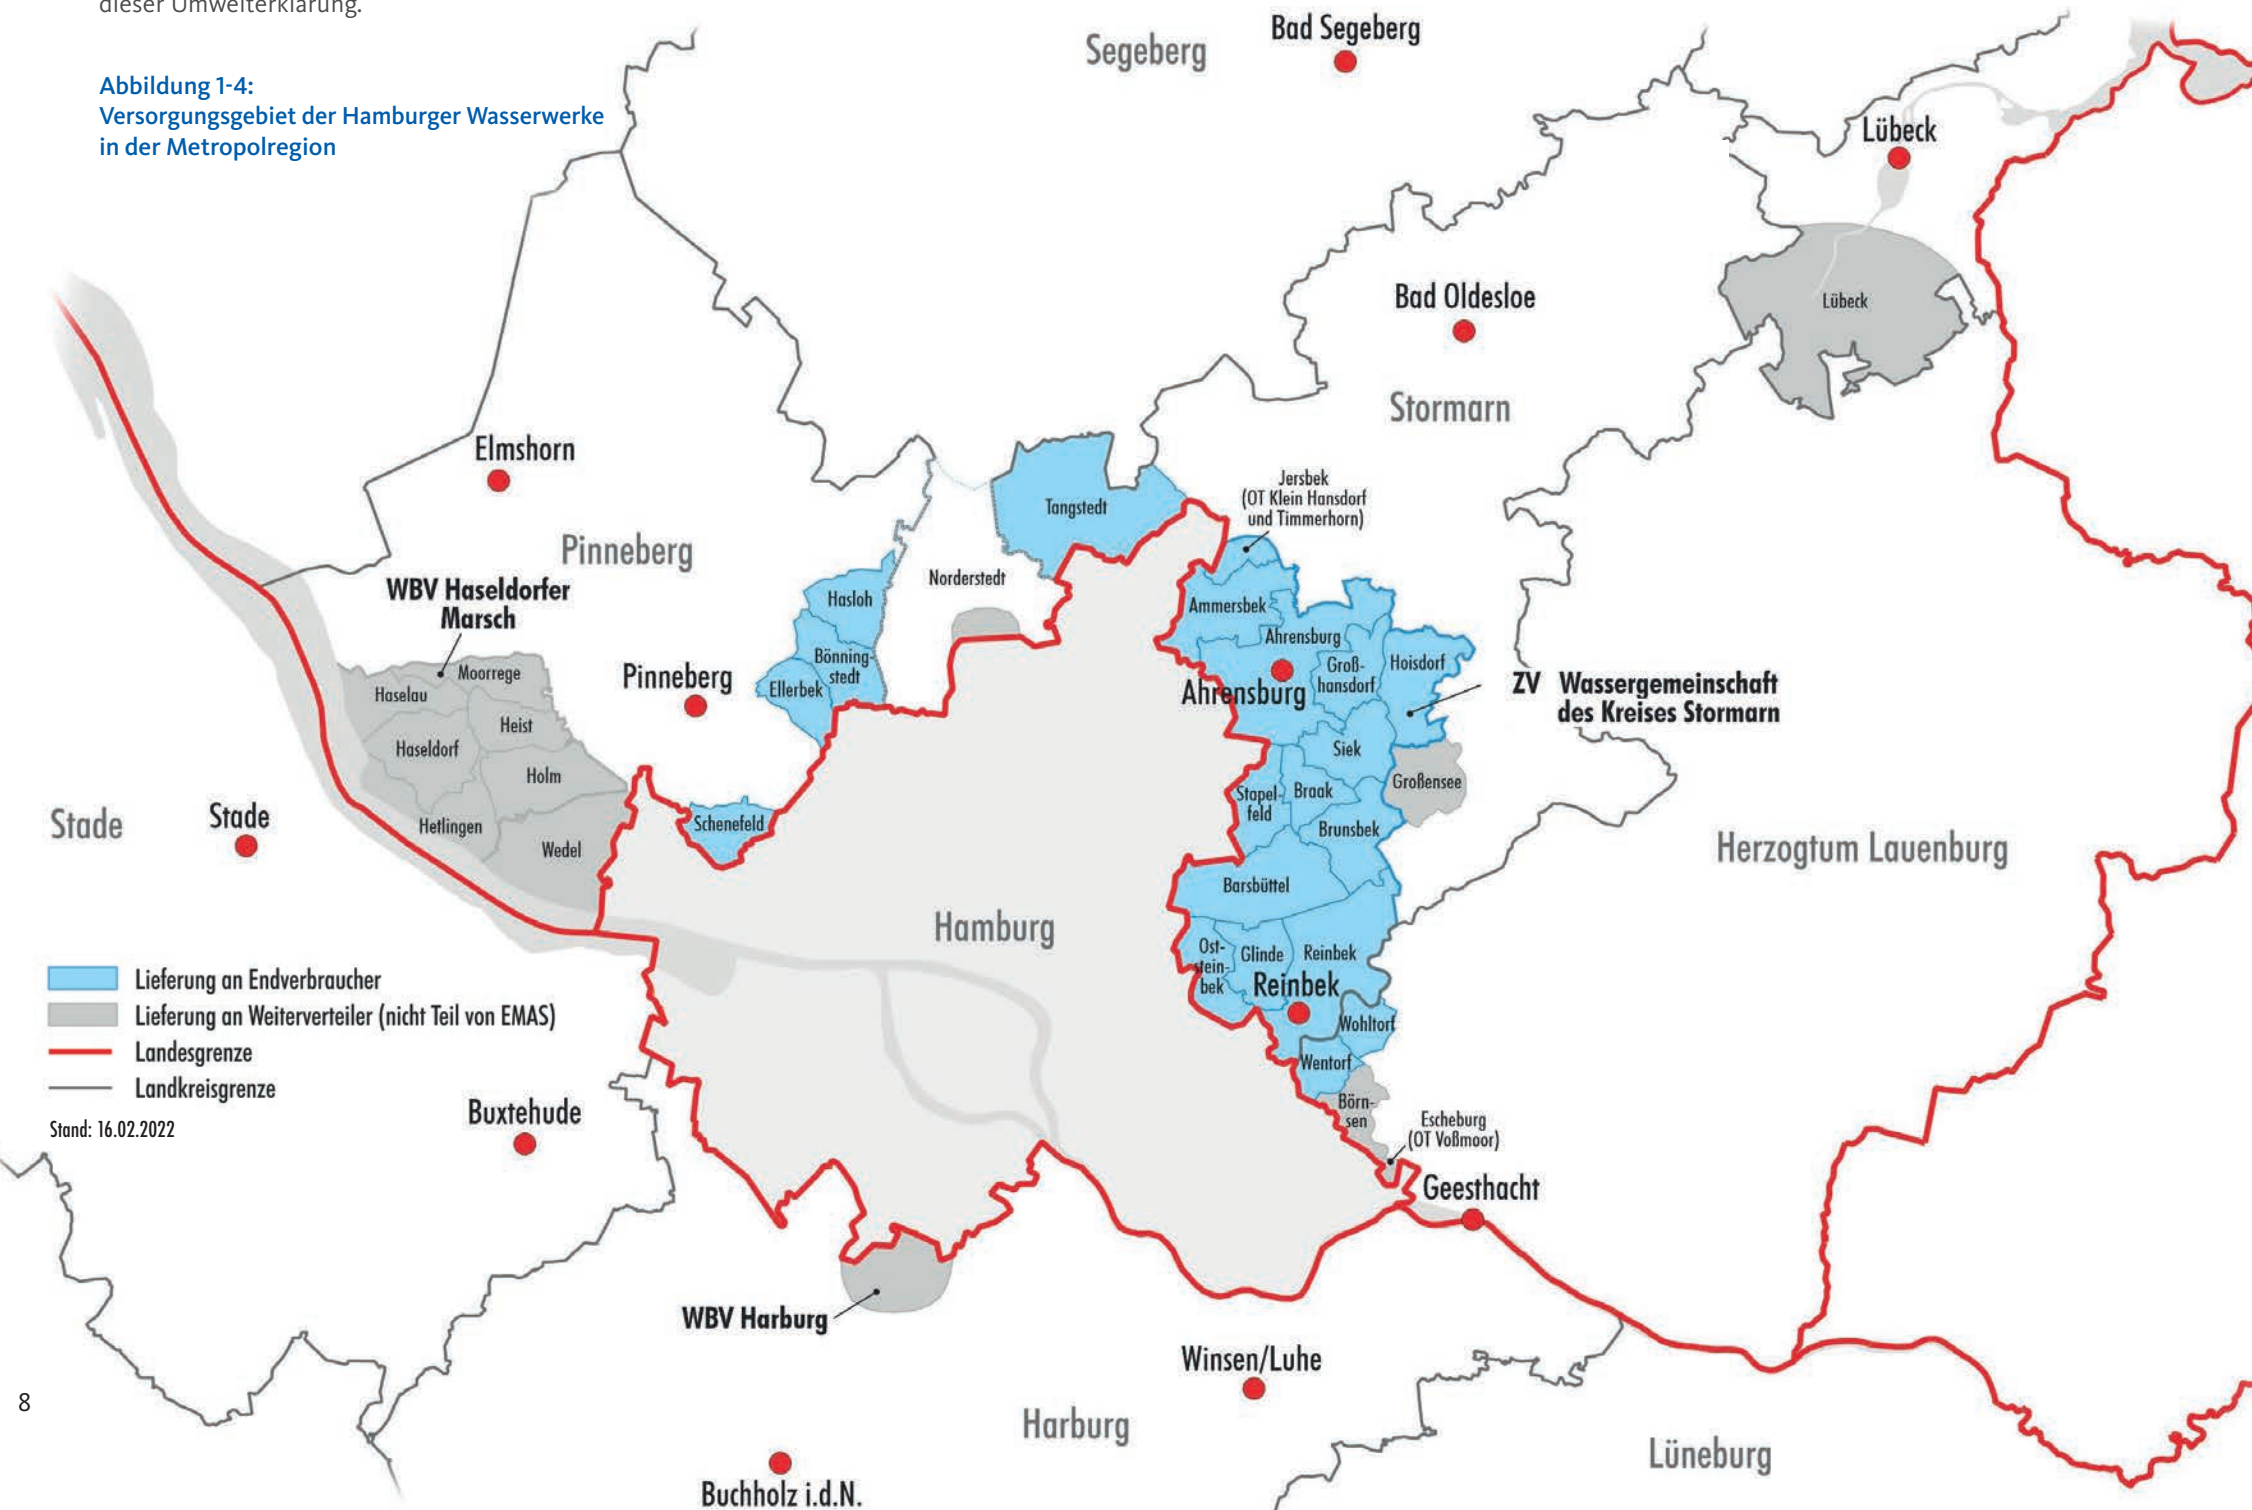 dieser Umwelterklärung.
Abbildung 1-4:
Versorgungsgebiet der Hamburger Wasserwerke
in der Metropolregion
Segeberg
Bad Segeberg
Lübeck
Bad Oldesloe
Lübeck
Stormarn
Elmshorn
Pinneberg
Tangstedt
Jersbek
(OT Klein Hansdorf
und Timmerhorn)
Norderstedt
WBV Haseldorfer
Marsch
Hasloh
Ammersbek
Ahrensburg
Bönning-
stedt
Ellerbek
Pinneberg
Moorrege
Haselau
Heist
Haseldorf
Holm
Hetlingen
Wedel
Groß-
hansdorf
Hoisdorf
Ahrensburg
ZV Wassergemeinschaft
des Kreises Stormarn
Siek
Großensee
Stapel-
feld
Braak
Brunsbek
Schenefeld
Stade
Stade
Herzogtum Lauenburg
Barsbüttel
Hamburg
Ost-
stein-
bek
Glinde
Reinbek
Reinbek
Wohltorf
Wentorf
Börn-
sen
Escheburg
(OT Voßmoor)
Geesthacht
Lieferung an Endverbraucher
Lieferung an Weiterverteiler (nicht Teil von EMAS)
Landesgrenze
Landkreisgrenze
Stand: 16.02.2022
Buxtehude
WBV Harburg
Winsen/Luhe
8
Harburg
Lüneburg
Buchholz i.d.N.